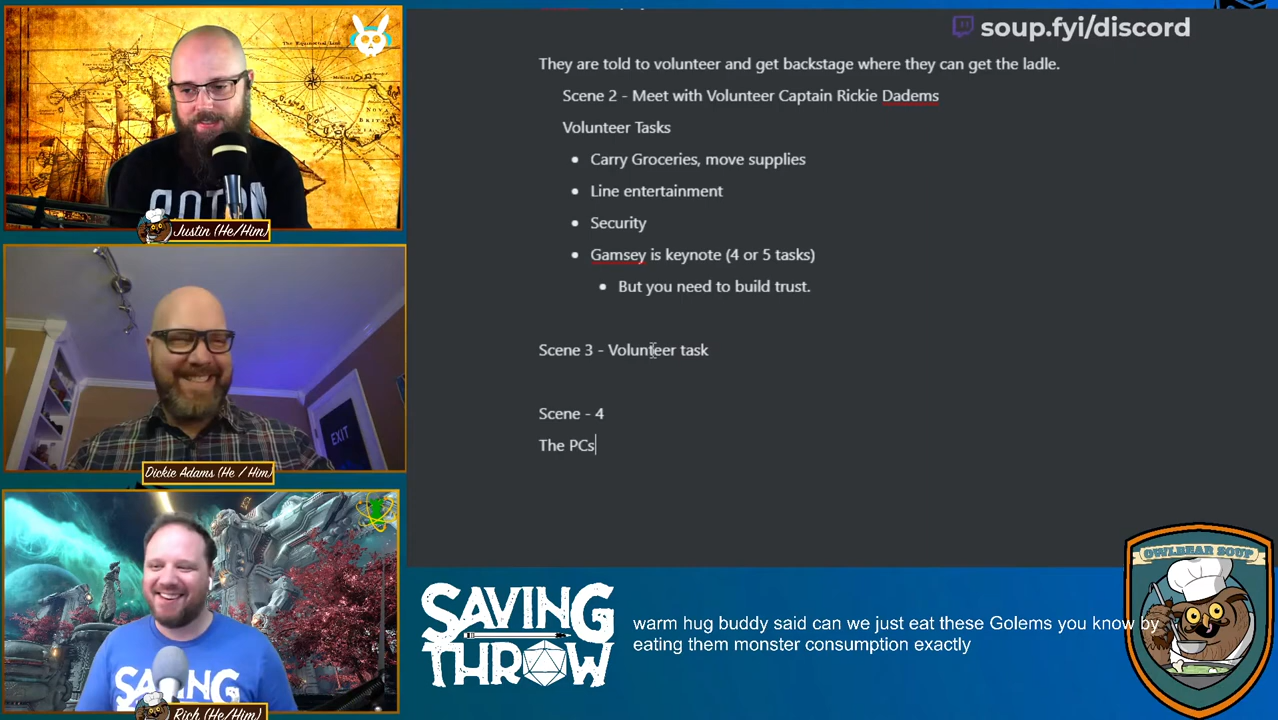 soup.fyi/discord
They are told to volunteer and get backstage where they can get the ladle.
Scene 2 - Meet with Volunteer Captain Rickie Dadems
Volunteer Tasks
• Carry Groceries, move supplies
• Line entertainment
• Security
• Gamsey is keynote (4 or 5 tasks)
• But you need to build trust.
Scene 3 - Volunteer task
Scene - 4
The PCs
Justin (He/Him)
EXIT
Dickie Adams (He / Him)
SAVING
Rich (He/Him)
SAVING
THROW
warm hug buddy said can we just eat these Golems you know by
eating them monster consumption exactly
OWLBEAR SOUP